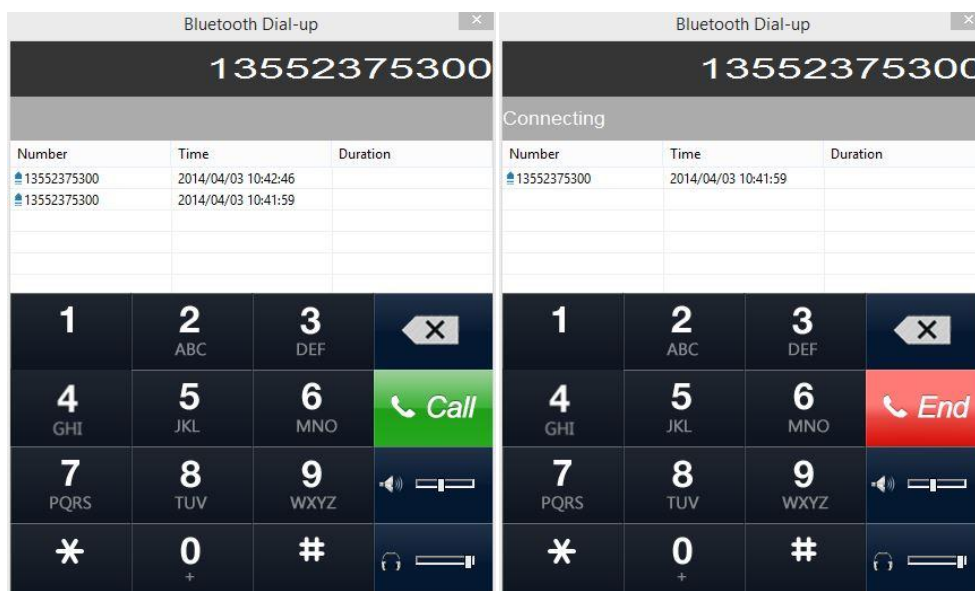 Bluetooth Dial-up
13552375300
Number Time Duration
13552375300 2014/04/03 10:42:46
13552375300 2014/04/03 10:41:59
1 2 3
ABC DEF
4 5 6 Call
GHI JKL MNO
7 8 9
PQRS TUV WXYZ
* 0 #
+
Bluetooth Dial-up
13552375300
Connecting
Number Time Duration
13552375300 2014/04/03 10:41:59
1 2 3
ABC DEF
4 5 6 End
GHI JKL MNO
7 8 9
PQRS TUV WXYZ
* 0 #
+